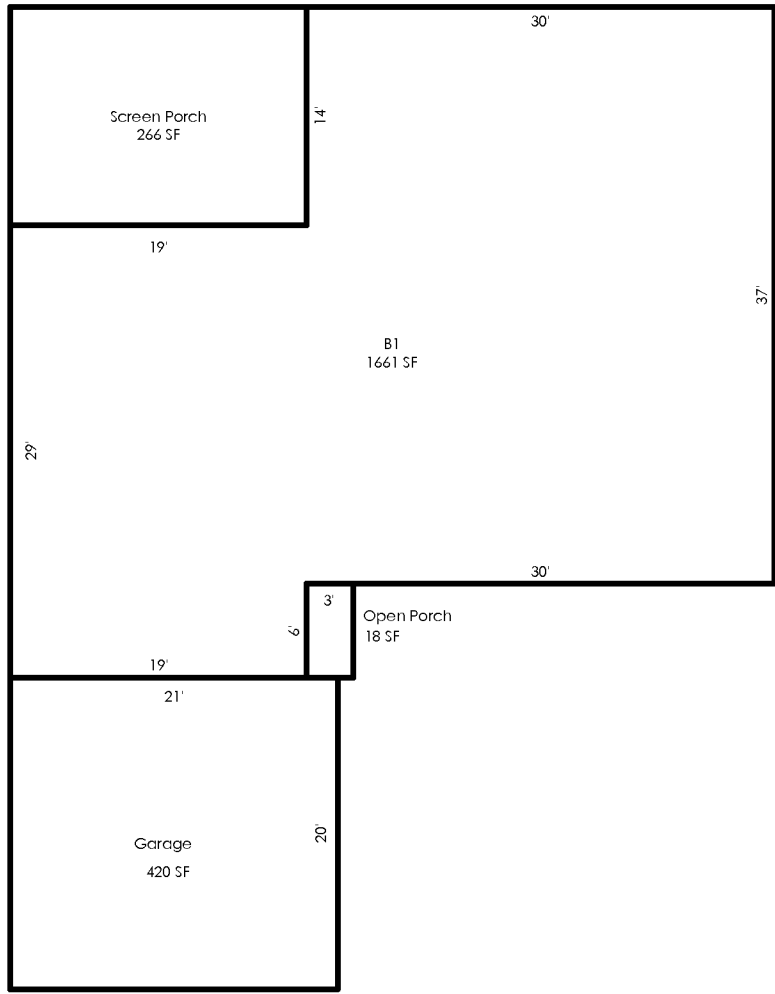 30'
Screen Porch
266 SF
14'
19'
37'
B1
1661 SF
29'
30'
3'
Open Porch
18 SF
6'
19'
21'
20'
Garage
420 SF